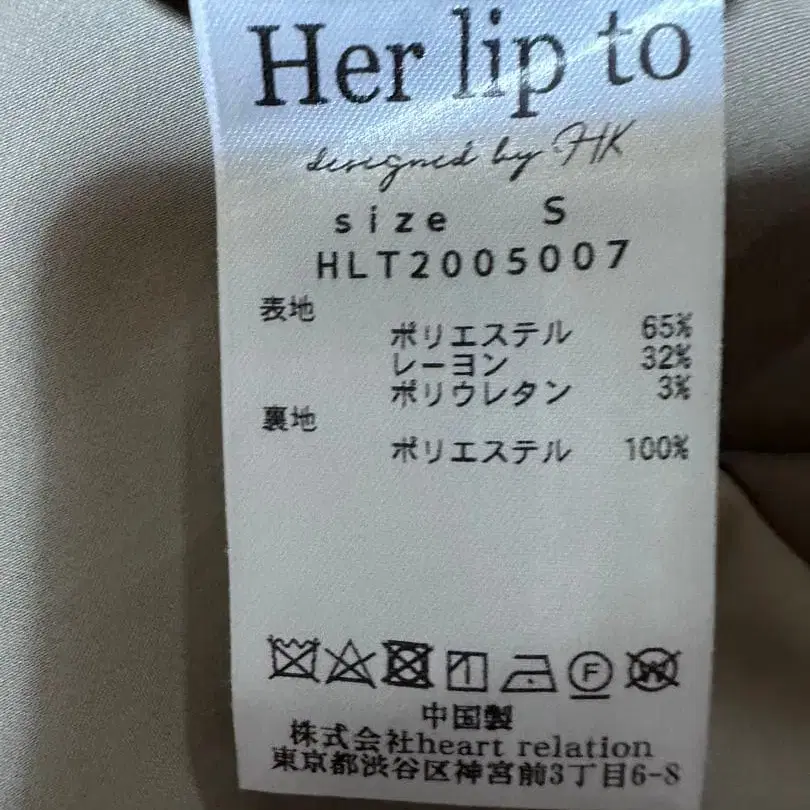 Her lip to
designed by HK
size S
HLT2005007
表地
ポリエステル 65%
レーヨン 32%
ポリウレタン 3%
裏地
ポリエステル 100%
F W
中国製
株式会社heart relation
東京都渋谷区神宮前3丁目6-8